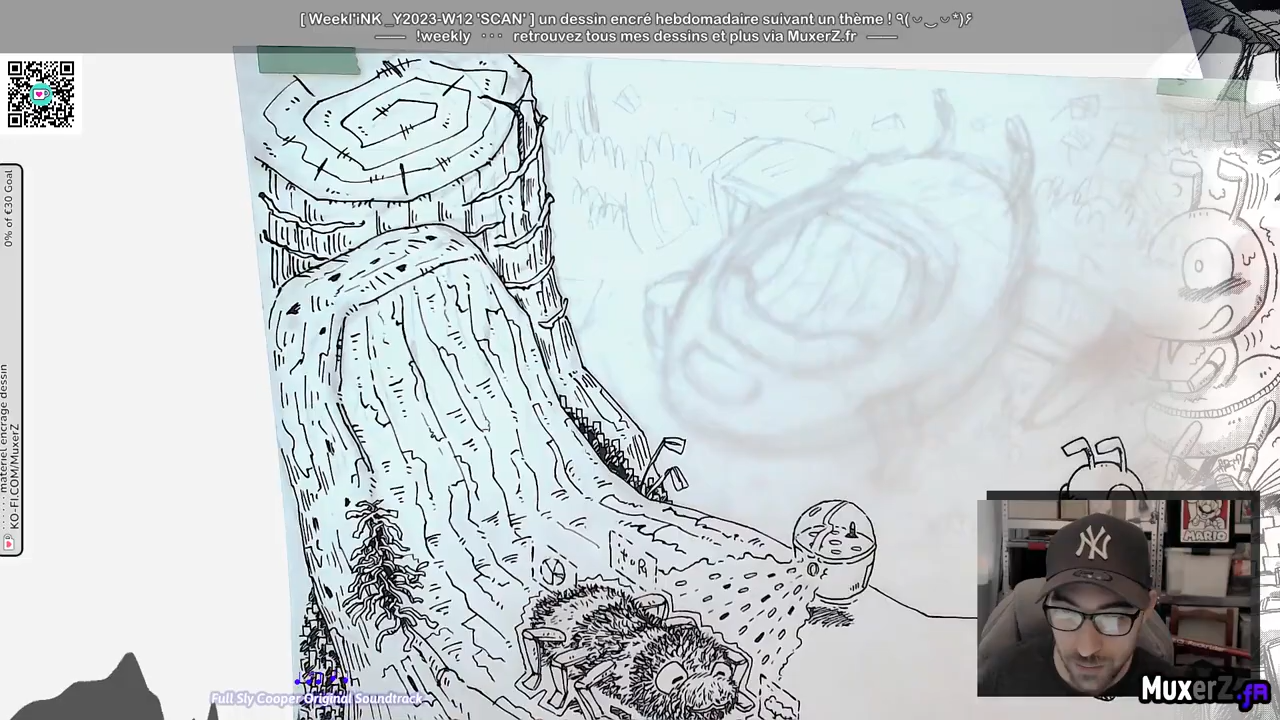 [ Weekl'iNK _Y2023-W12 'SCAN' ] un dessin encré hebdomadaire suivant un thème ! ٩(ᴗ‿ᴗ*)۶
—— !weekly · · · retrouvez tous mes dessins et plus via MuxerZ.fr ——
0% of €30 Goal
materiel encrage dessin
KO-FI.COM/MuxerZ
NY
MARIO
Full Sly Cooper Original Soundtrack
MuxerZ.fR